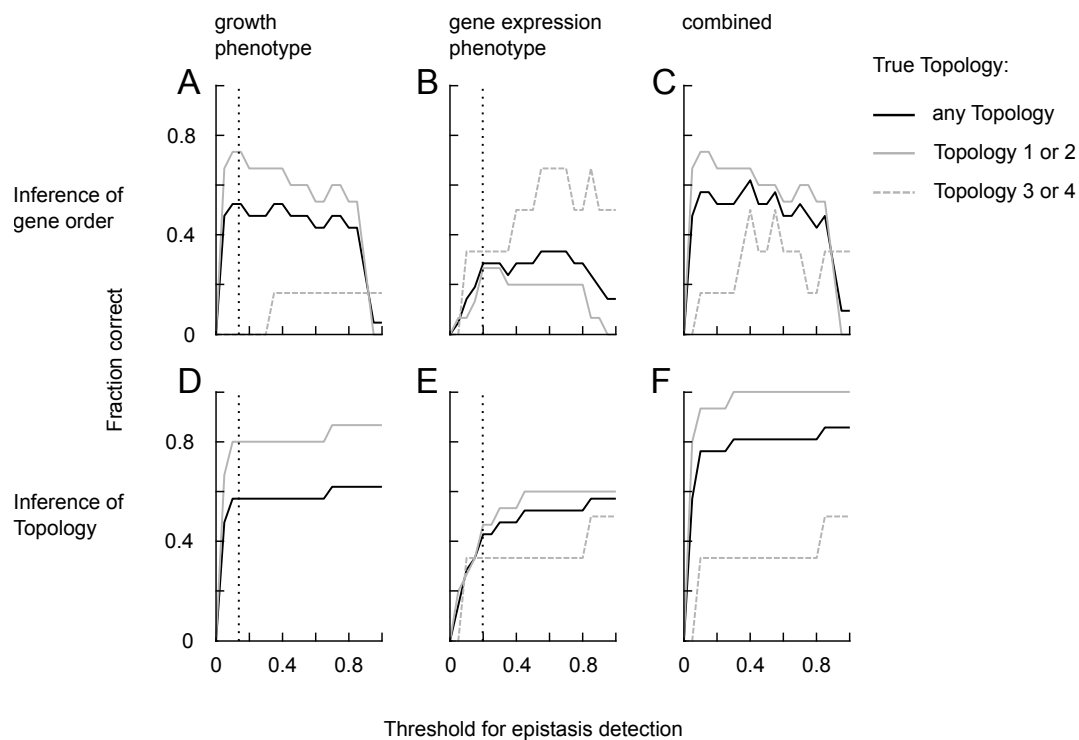 growth
phenotype
gene expression
phenotype
combined
True Topology:
any Topology
Topology 1 or 2
Topology 3 or 4
Inference of
gene order
Inference of
Topology
Fraction correct
A
0.8
0.4
0
B
C
D
0.8
0.4
0
0 0.4 0.8
E
0 0.4 0.8
F
0 0.4 0.8
Threshold for epistasis detection